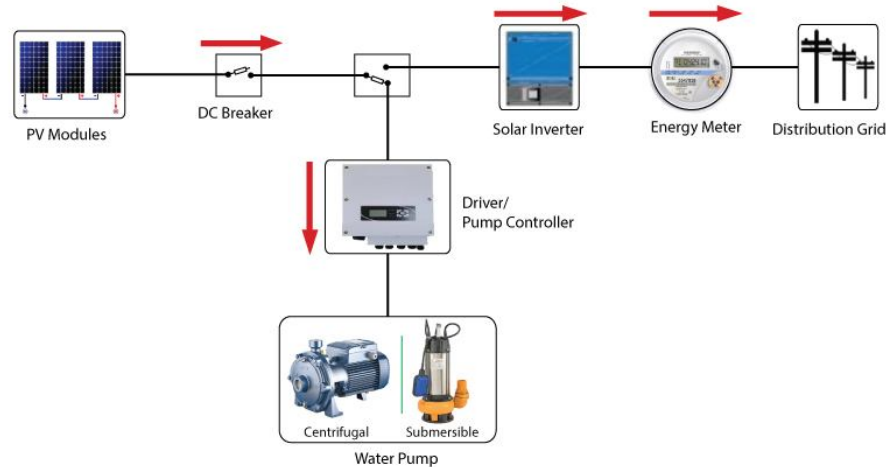 PV Modules
DC Breaker
Solar Inverter
Energy Meter
Distribution Grid
Driver/
Pump Controller
Centrifugal
Submersible
Water Pump